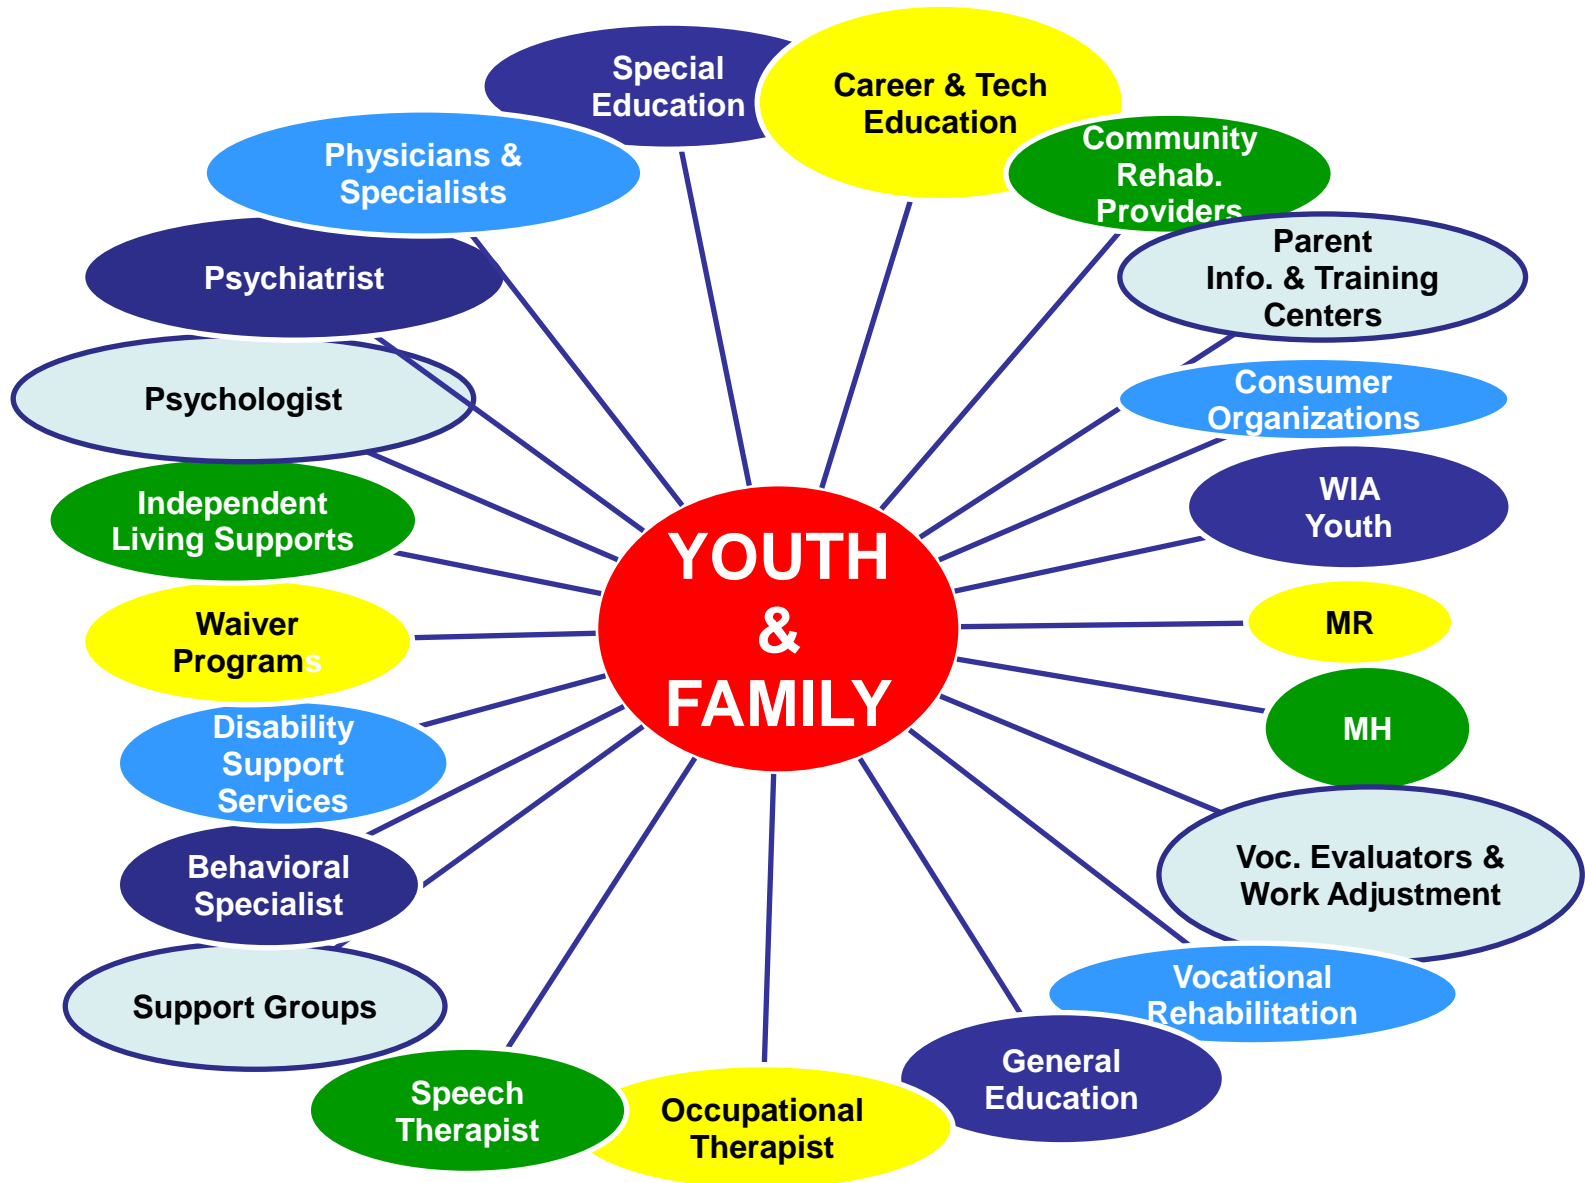 Special
Education
Career & Tech
Education
Community
Rehab.
Providers
Parent
Info. & Training
Centers
Consumer
Organizations
WIA
Youth
MR
MH
Voc. Evaluators &
Work Adjustment
Vocational
Rehabilitation
General
Education
Occupational
Therapist
Speech
Therapist
Support Groups
Behavioral
Specialist
Disability
Support
Services
Waiver
Programs
Independent
Living Supports
Psychologist
Psychiatrist
Physicians &
Specialists
YOUTH
&
FAMILY